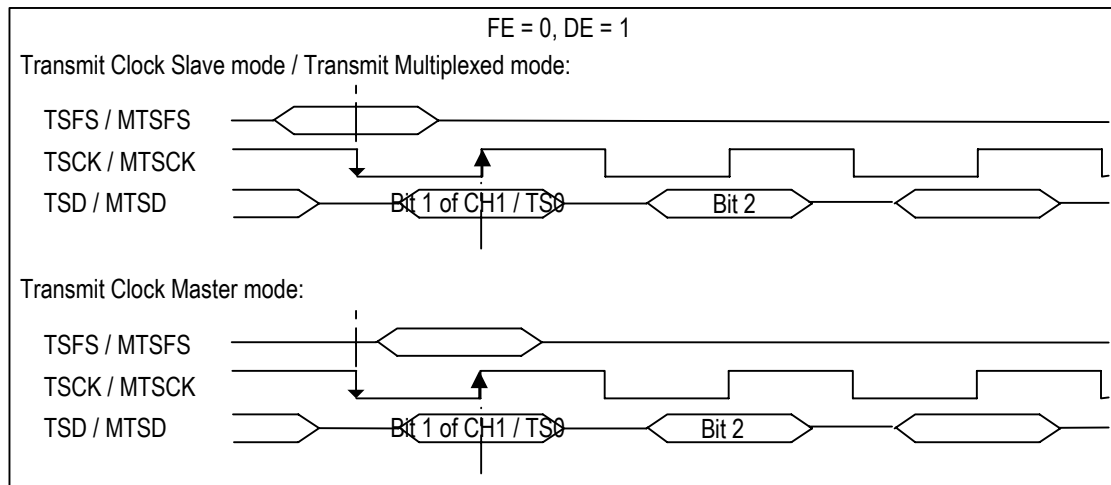 FE = 0, DE = 1
Transmit Clock Slave mode / Transmit Multiplexed mode:
TSFS / MTSFS
TSCK / MTSCK
TSD / MTSD
Bit 1 of CH1 / TS0
Bit 2
Transmit Clock Master mode:
TSFS / MTSFS
TSCK / MTSCK
TSD / MTSD
Bit 1 of CH1 / TS0
Bit 2